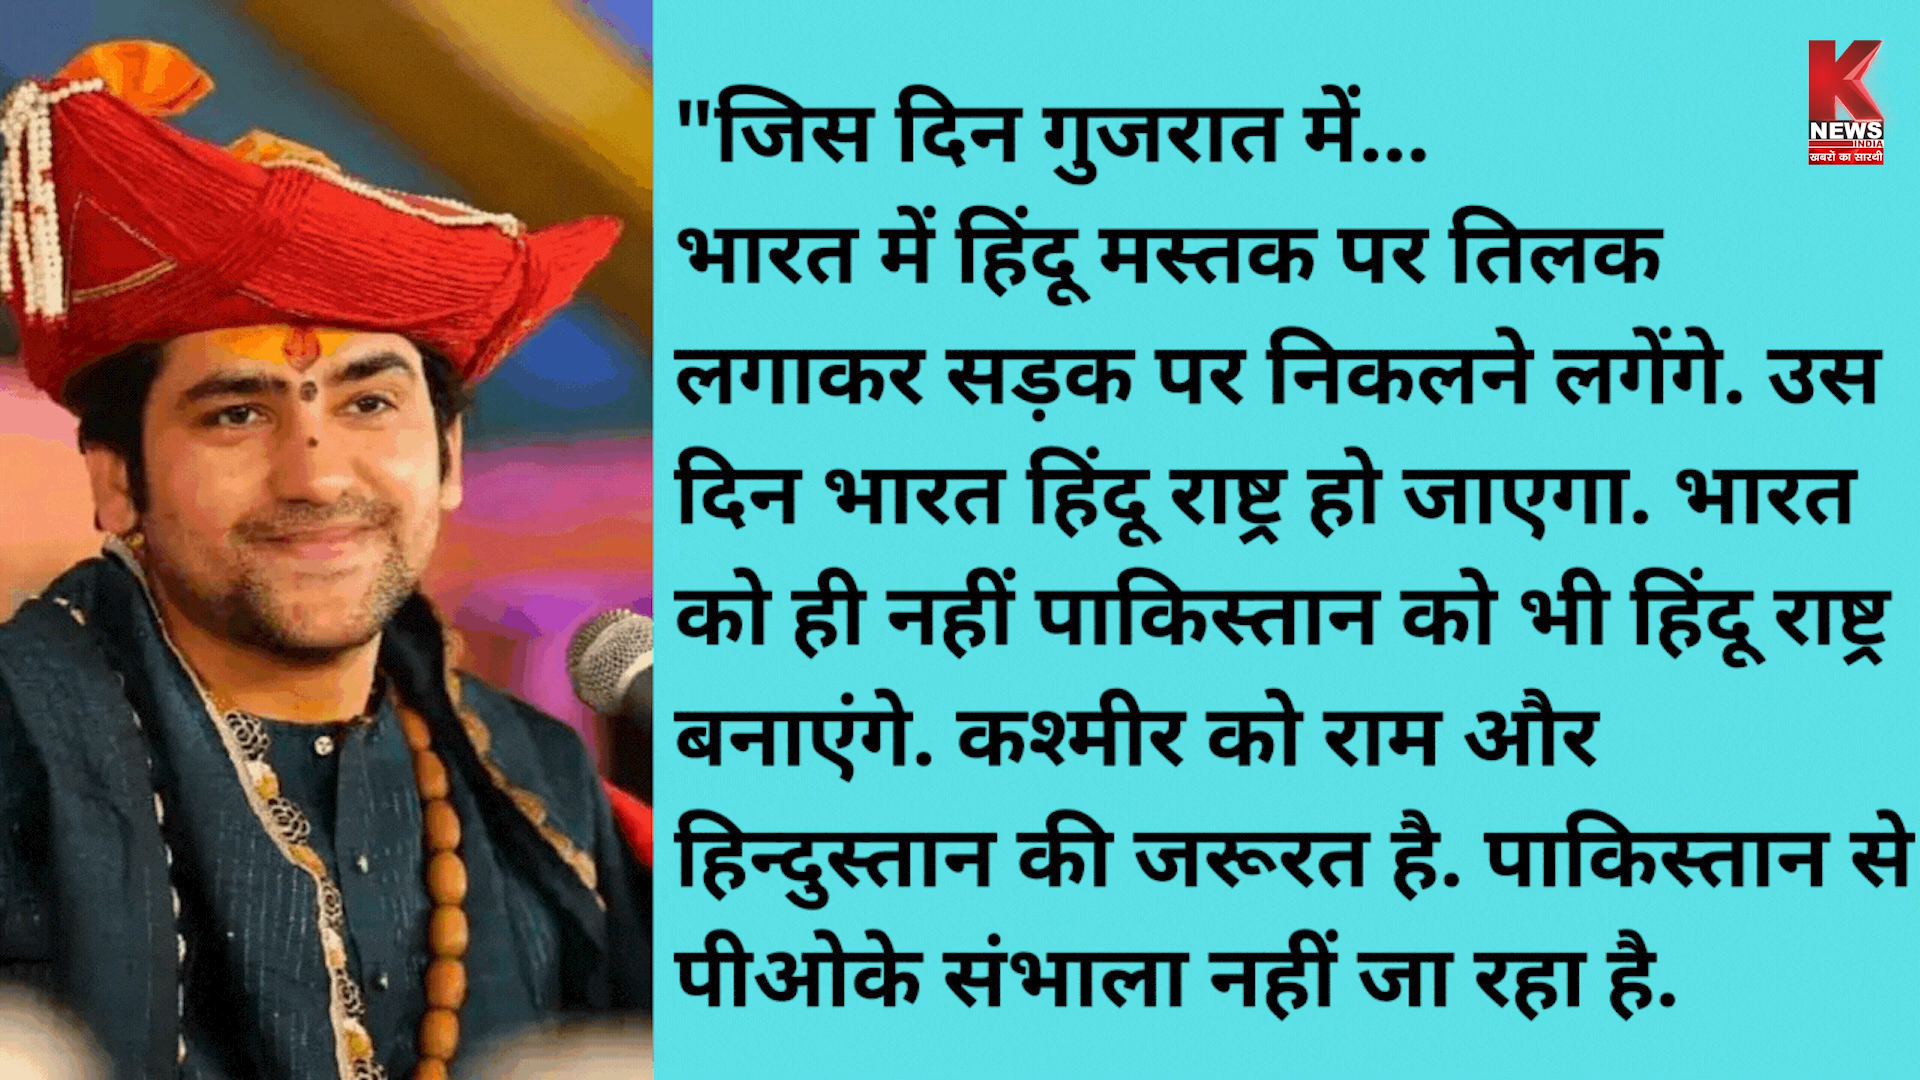 "जिस दिन गुजरात में...
भारत में हिंदू मस्तक पर तिलक
लगाकर सड़क पर निकलने लगेंगे. उस
दिन भारत हिंदू राष्ट्र हो जाएगा. भारत
को ही नहीं पाकिस्तान को भी हिंदू राष्ट्र
बनाएंगे. कश्मीर को राम और
हिन्दुस्तान की जरूरत है. पाकिस्तान से
पीओके संभाला नहीं जा रहा है.
K
NEWS
INDIA
खबरों का सारथी